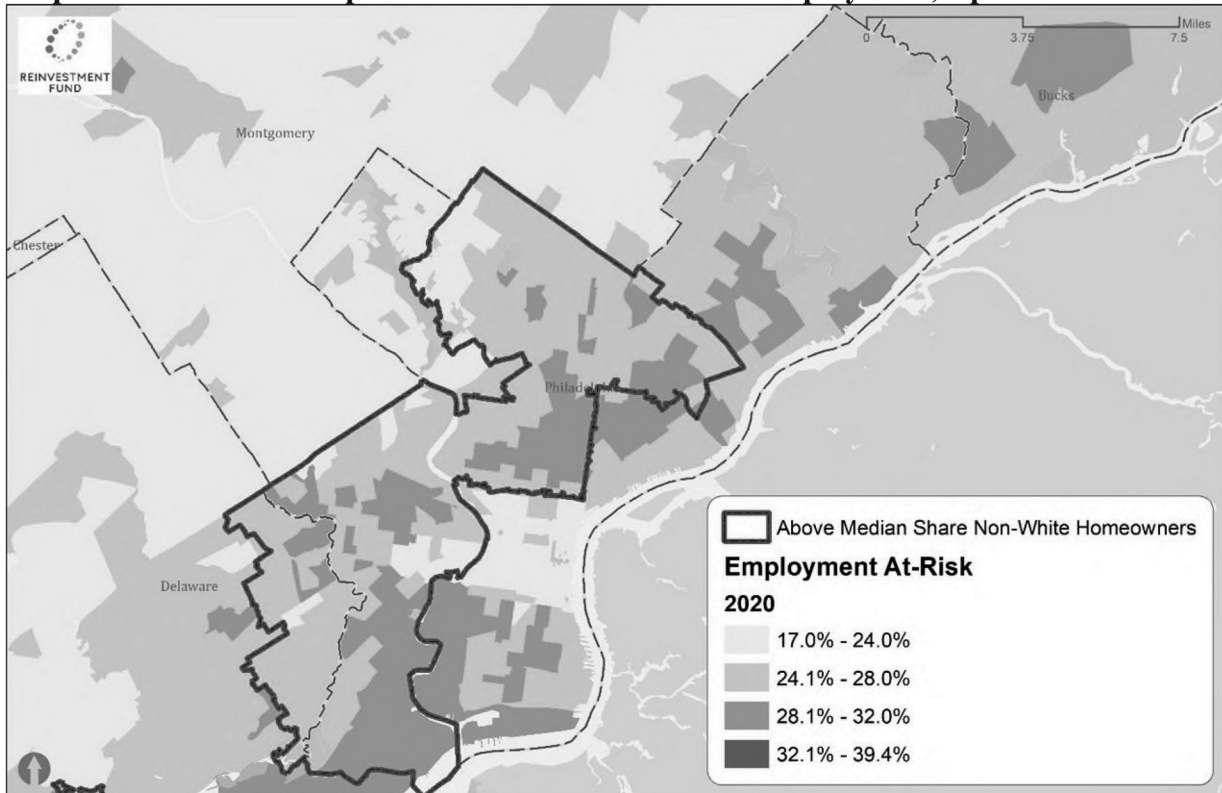 REINVESTMENT
FUND
Miles
0 3.75 7.5
Bucks
Montgomery
Chester
Philadelphia
Delaware
Above Median Share Non-White Homeowners
Employment At-Risk
2020
17.0% - 24.0%
24.1% - 28.0%
28.1% - 32.0%
32.1% - 39.4%